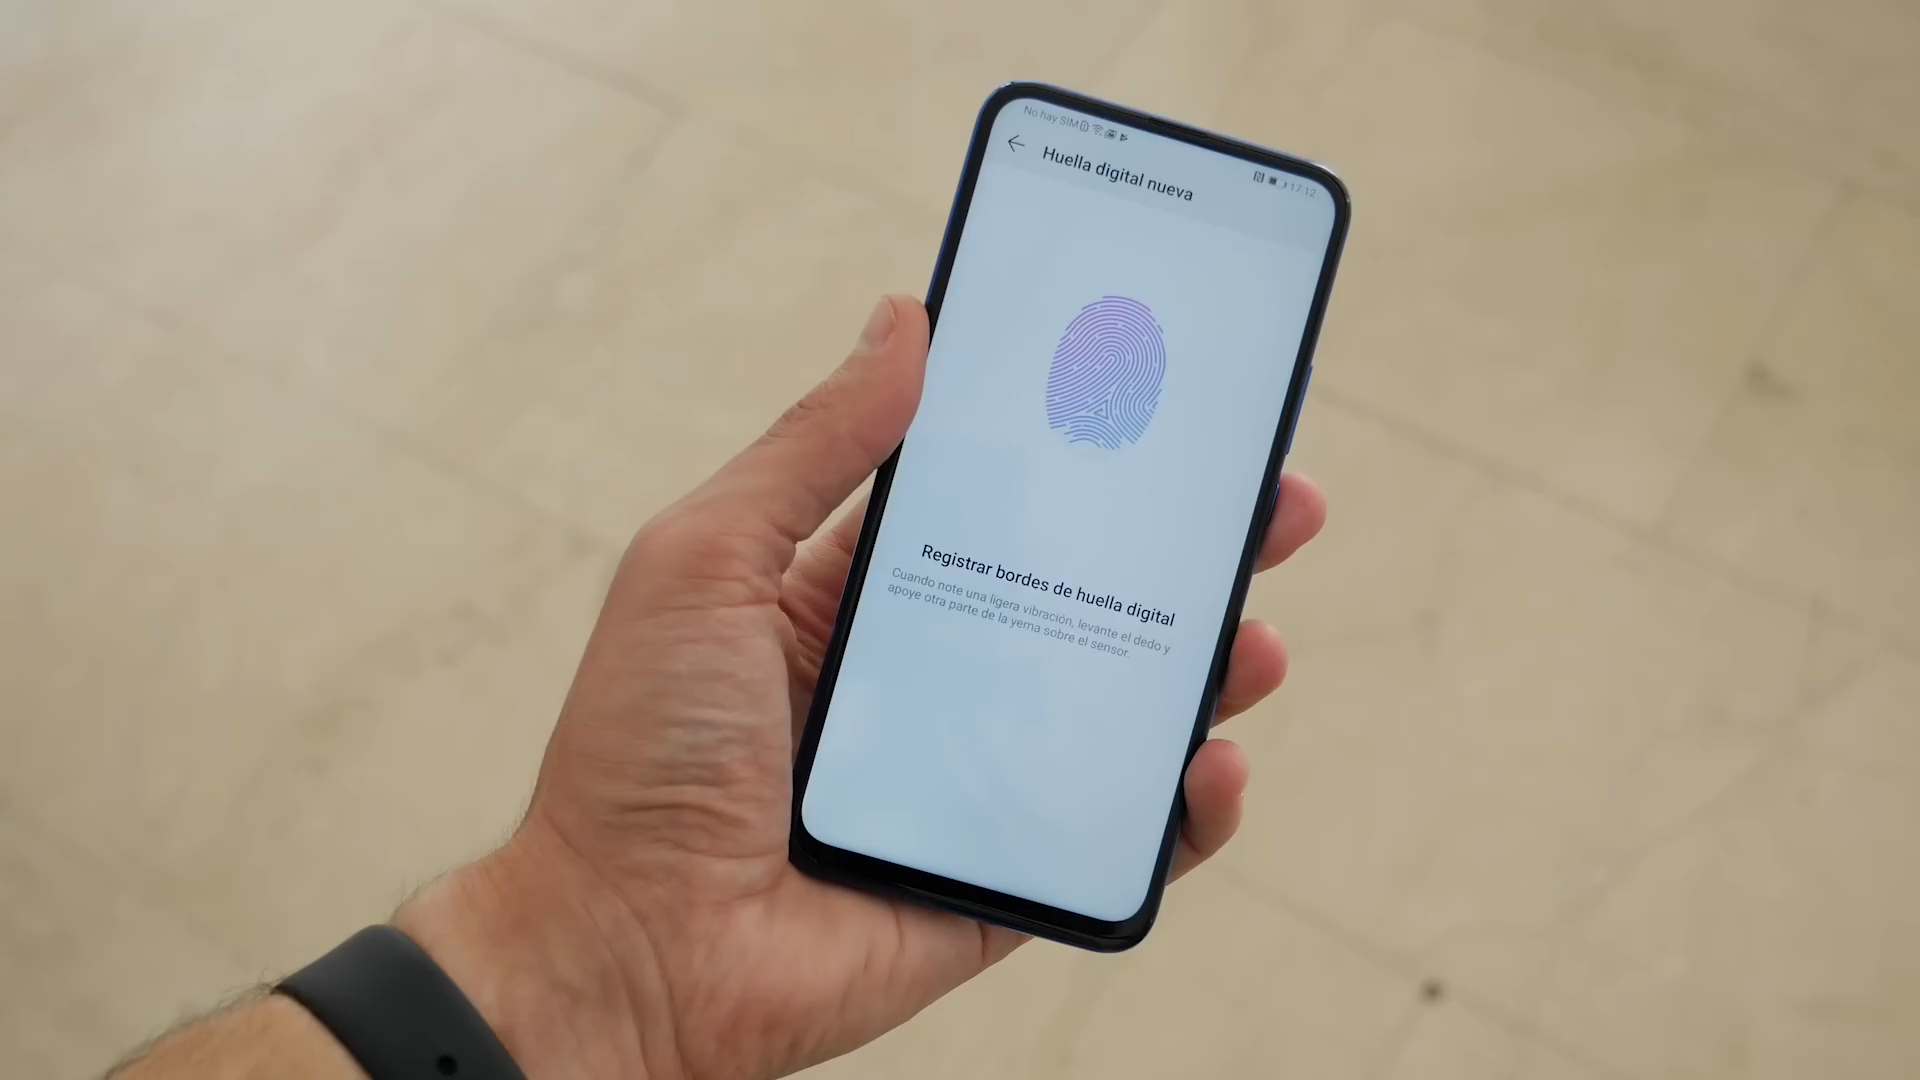 No hay SIM
17:12
Huella digital nueva
Registrar bordes de huella digital
Cuando note una ligera vibración, levante el dedo y
apoye otra parte de la yema sobre el sensor.